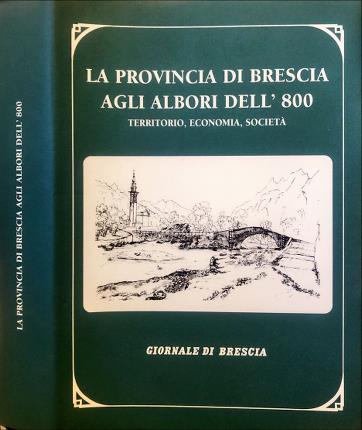 LA PROVINCIA DI BRESCIA AGLI ALBORI DELL' 800
LA PROVINCIA DI BRESCIA
AGLI ALBORI DELL' 800
TERRITORIO, ECONOMIA, SOCIETÀ
GIORNALE DI BRESCIA